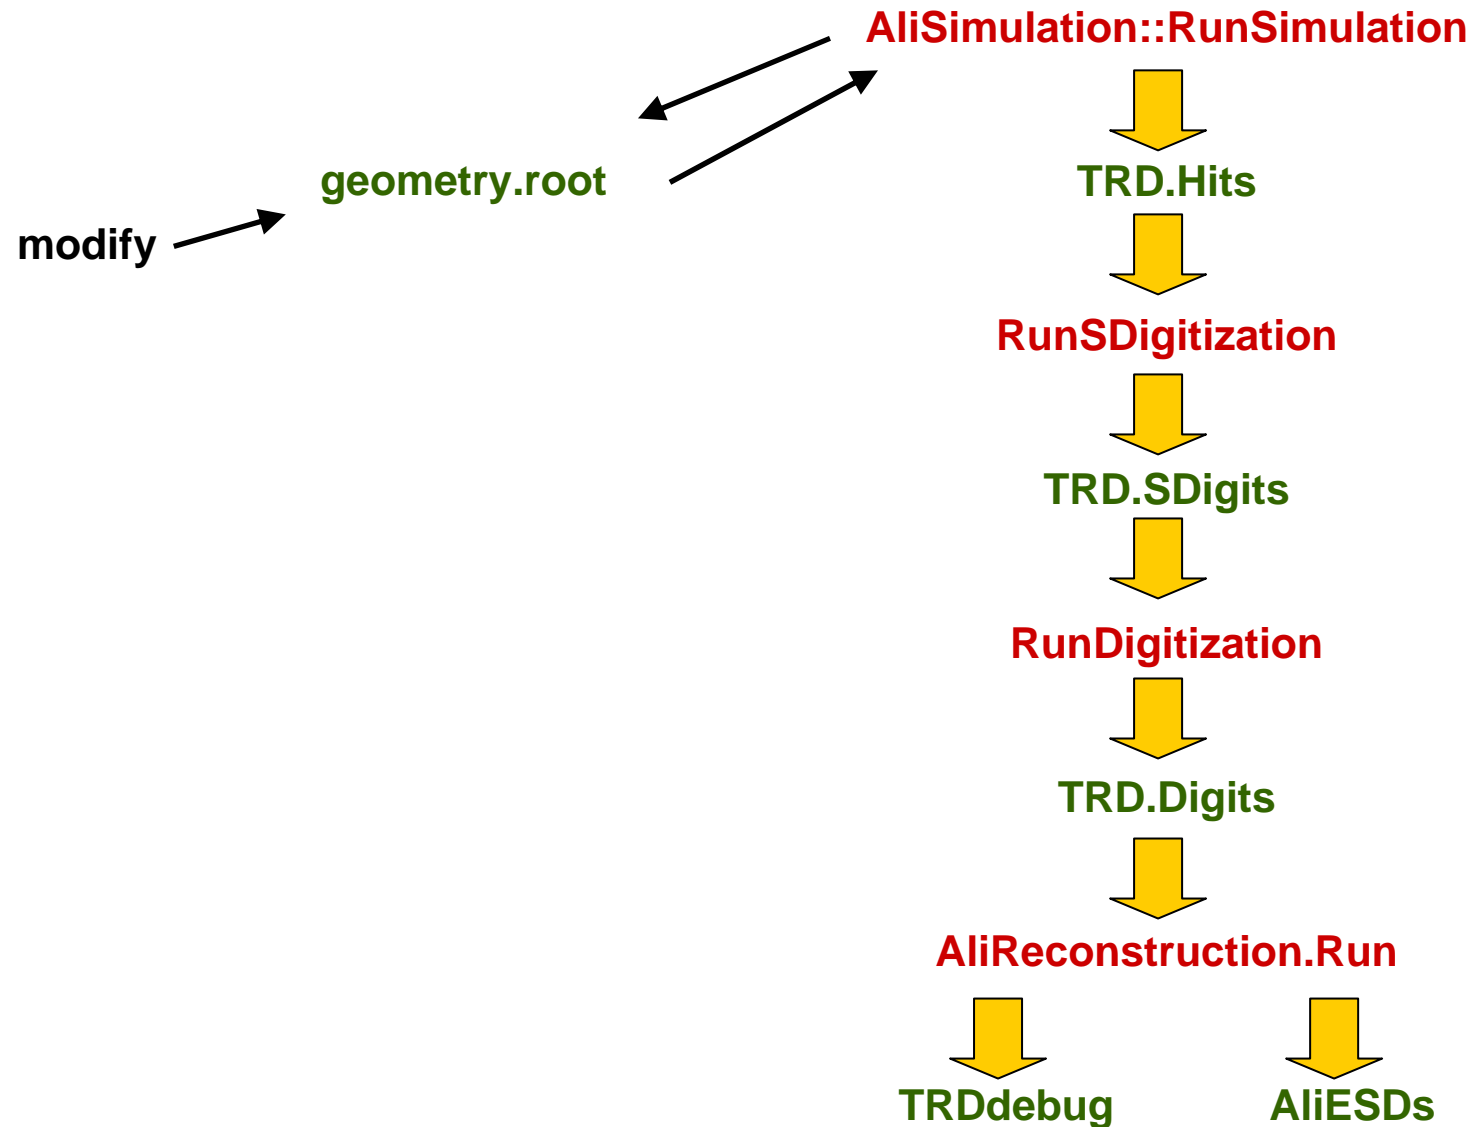 AliSimulation::RunSimulation
geometry.root
TRD.Hits
modify
RunSDigitization
TRD.SDigits
RunDigitization
TRD.Digits
AliReconstruction.Run
TRDdebug
AliESDs